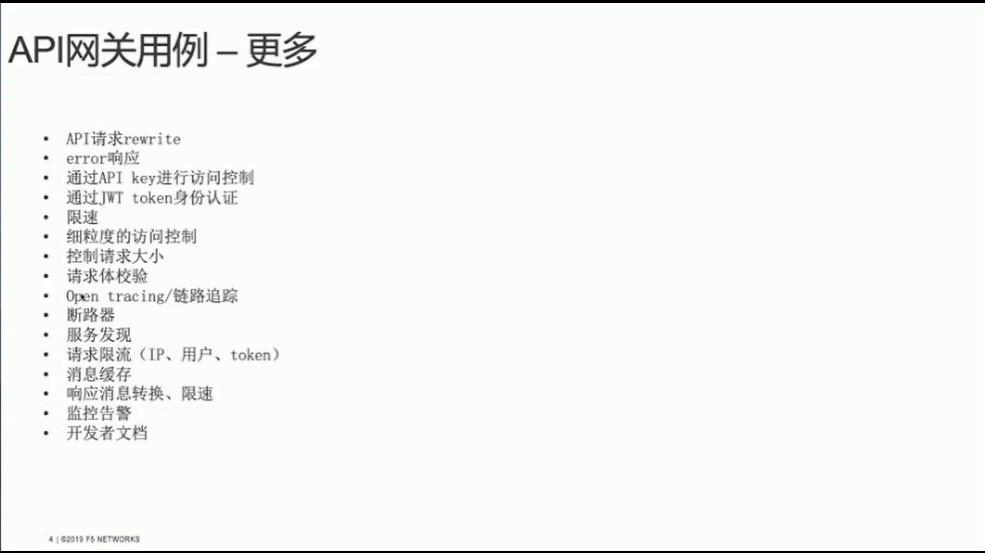 API网关用例 – 更多
• API请求rewrite
• error响应
• 通过API key进行访问控制
• 通过JWT token身份认证
• 限速
• 细粒度的访问控制
• 控制请求大小
• 请求体校验
• Open tracing/链路追踪
• 断路器
• 服务发现
• 请求限流（IP、用户、token）
• 消息缓存
• 响应消息转换、限速
• 监控告警
• 开发者文档
4 | ©2019 F5 NETWORKS